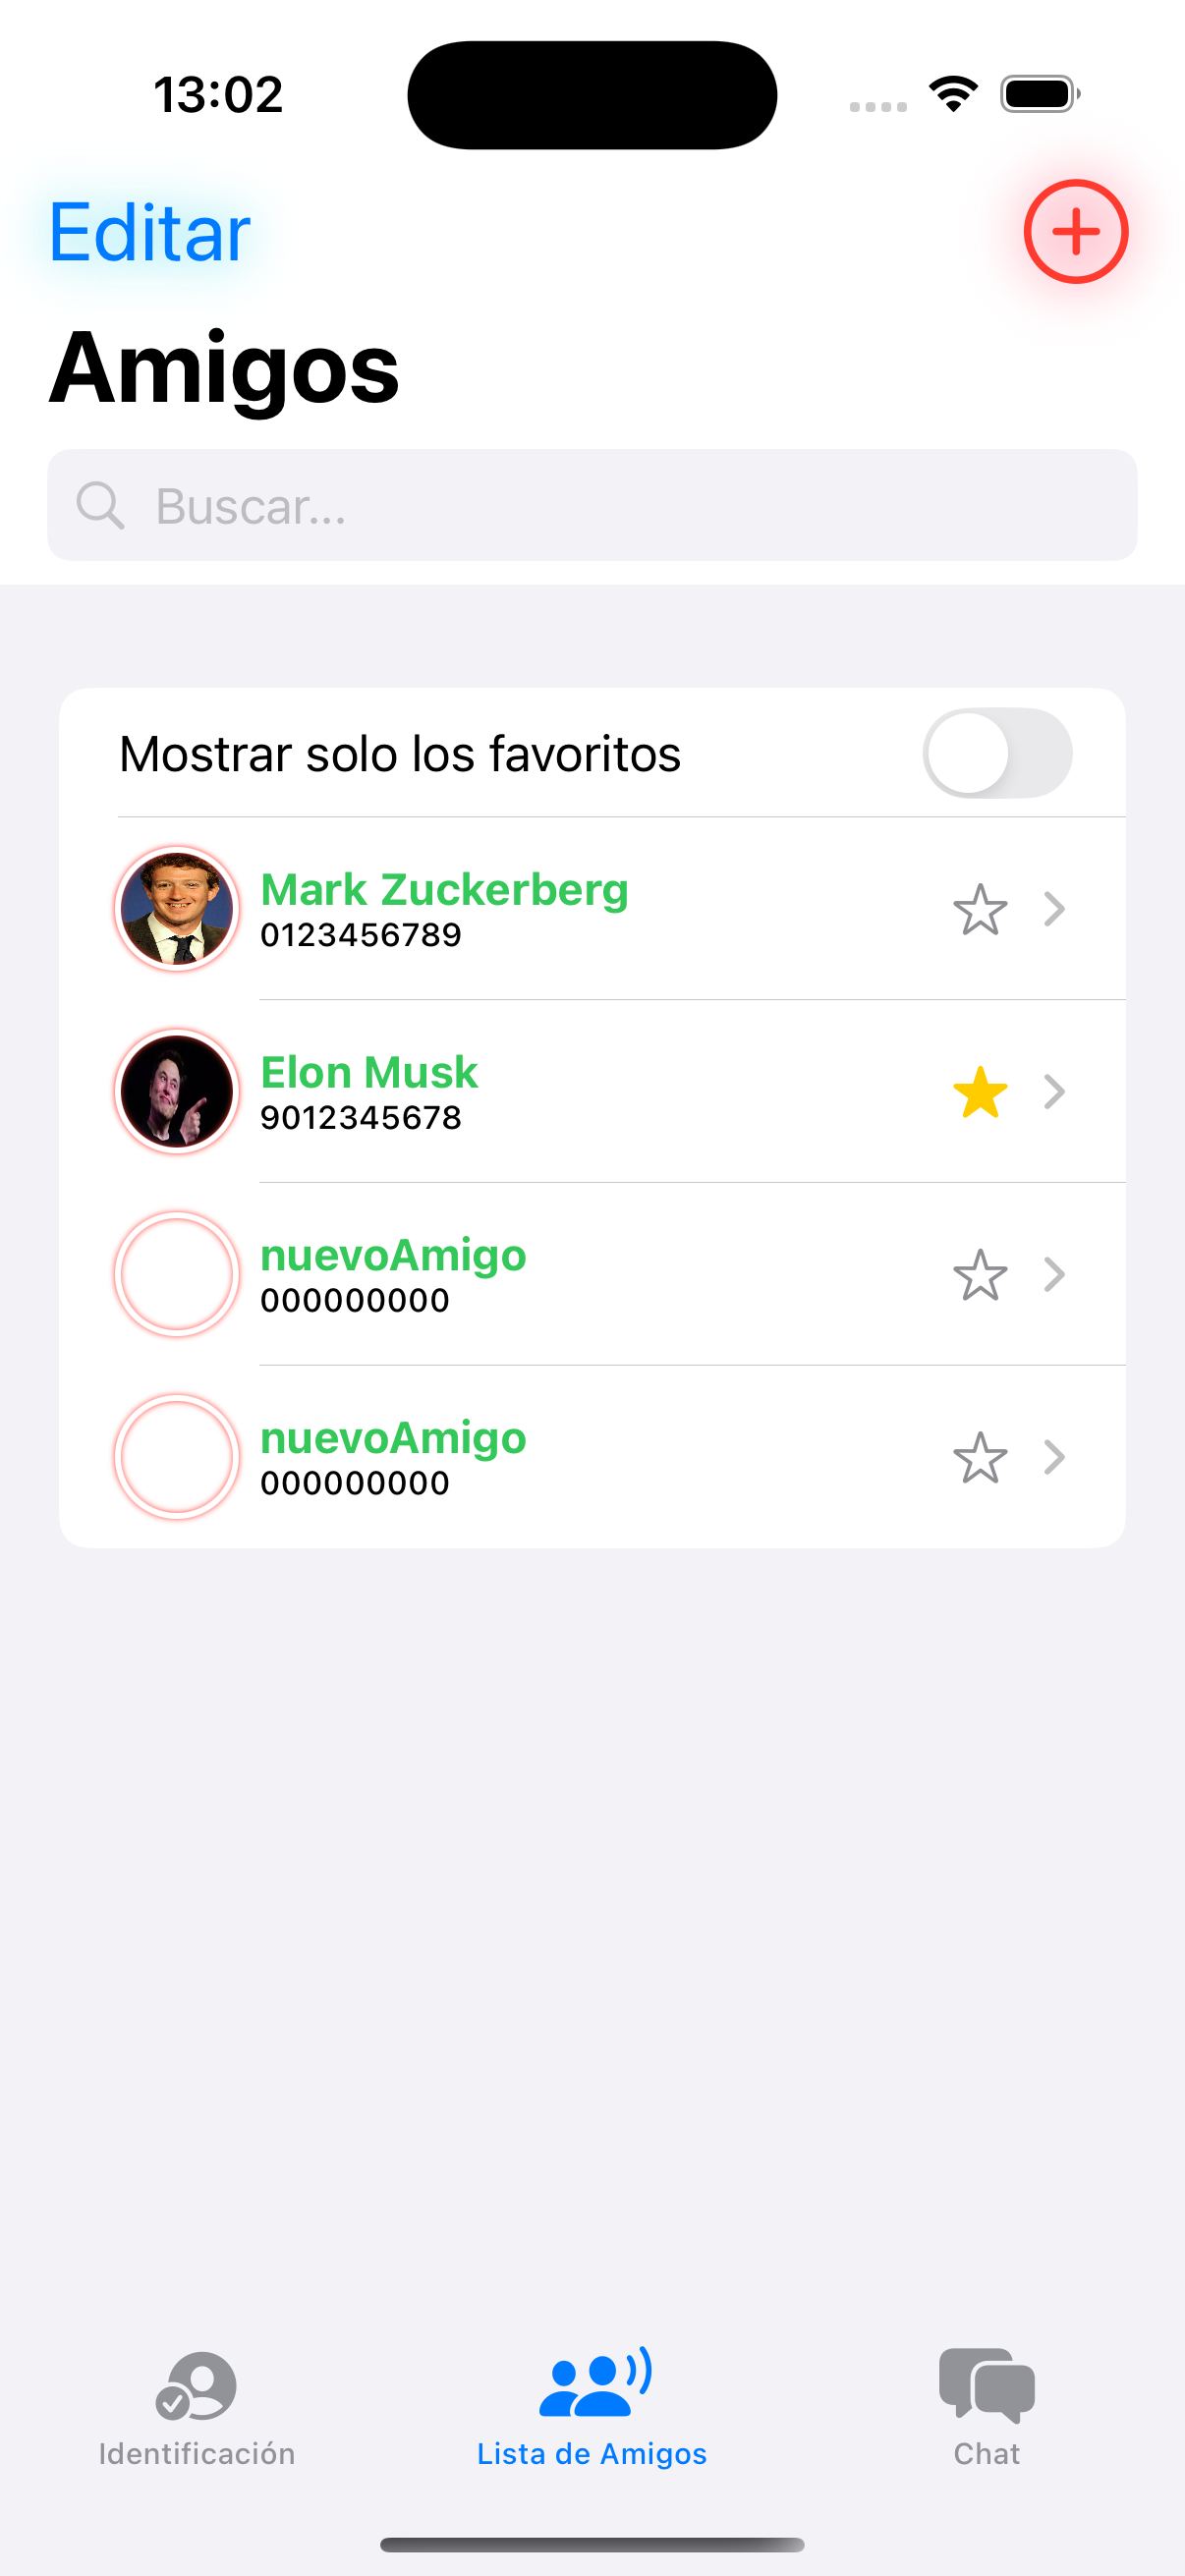 13:02
Editar
Amigos
Buscar...
Mostrar solo los favoritos
Mark Zuckerberg
0123456789
Elon Musk
9012345678
nuevoAmigo
000000000
nuevoAmigo
000000000
Identificación
Lista de Amigos
Chat